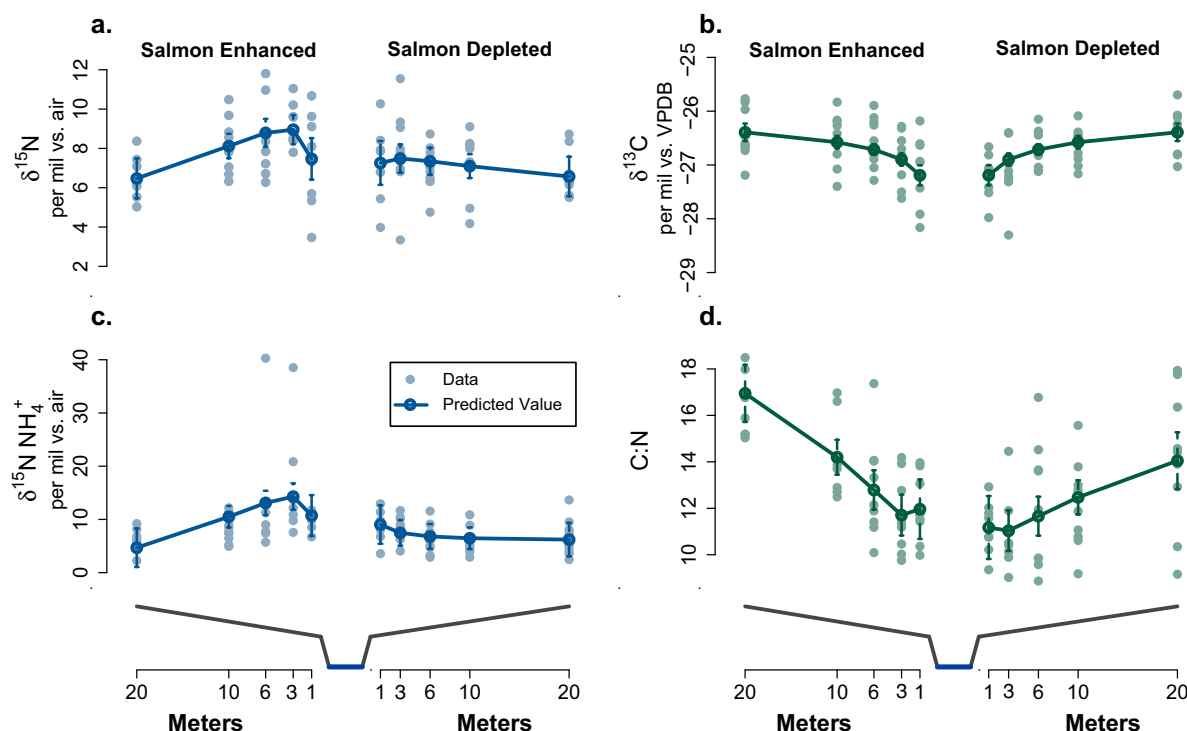 a.
Salmon Enhanced
Salmon Depleted
δ15N
per mil vs. air
2 4 6 8 10 12
b.
Salmon Enhanced
Salmon Depleted
δ13C
per mil vs. VPDB
−29 −28 −27 −26 −25
c.
δ15N NH4+
per mil vs. air
0 10 20 30 40
Data
Predicted Value
d.
C:N
10 12 14 16 18
20 10 6 3 1
1 3 6 10 20
Meters
Meters
20 10 6 3 1
1 3 6 10 20
Meters
Meters